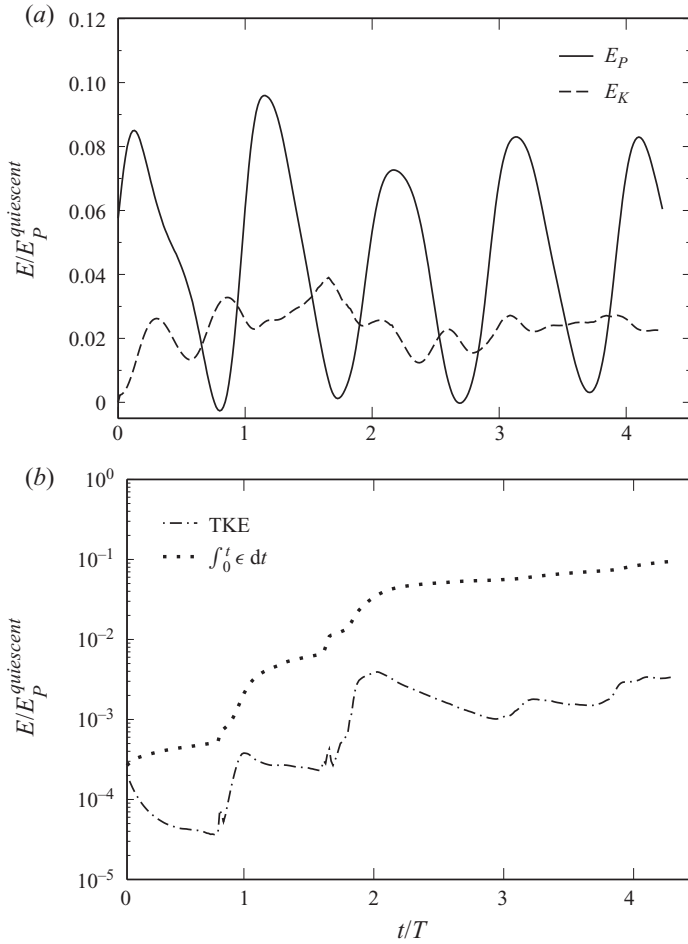 (a)
0.12
0.10
0.08
0.06
0.04
0.02
0
E/E_P^{quiescent}
E_P
E_K
0 1 2 3 4
(b)
10^0
10^{-1}
10^{-2}
10^{-3}
10^{-4}
10^{-5}
E/E_P^{quiescent}
TKE
∫_0^t ϵ dt
0 1 2 3 4
t/T